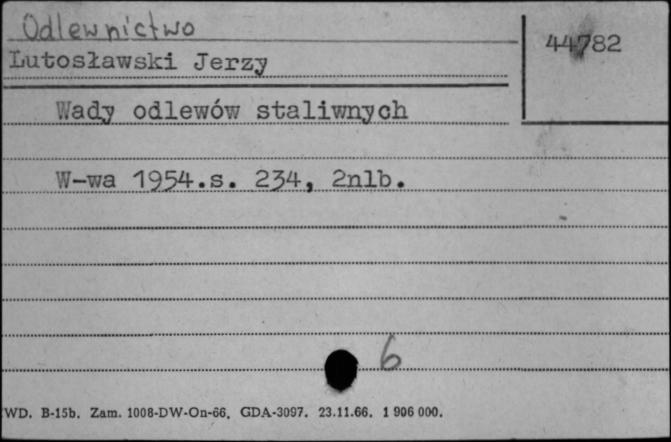 Odlewnictwo
44782
Lutosławski Jerzy
Wady odlewów staliwnych
W-wa 1954.s. 234, 2nlb.
6
WD. B-15b. Zam. 1008-DW-On-66. GDA-3097. 23.11.66. 1 906 000.